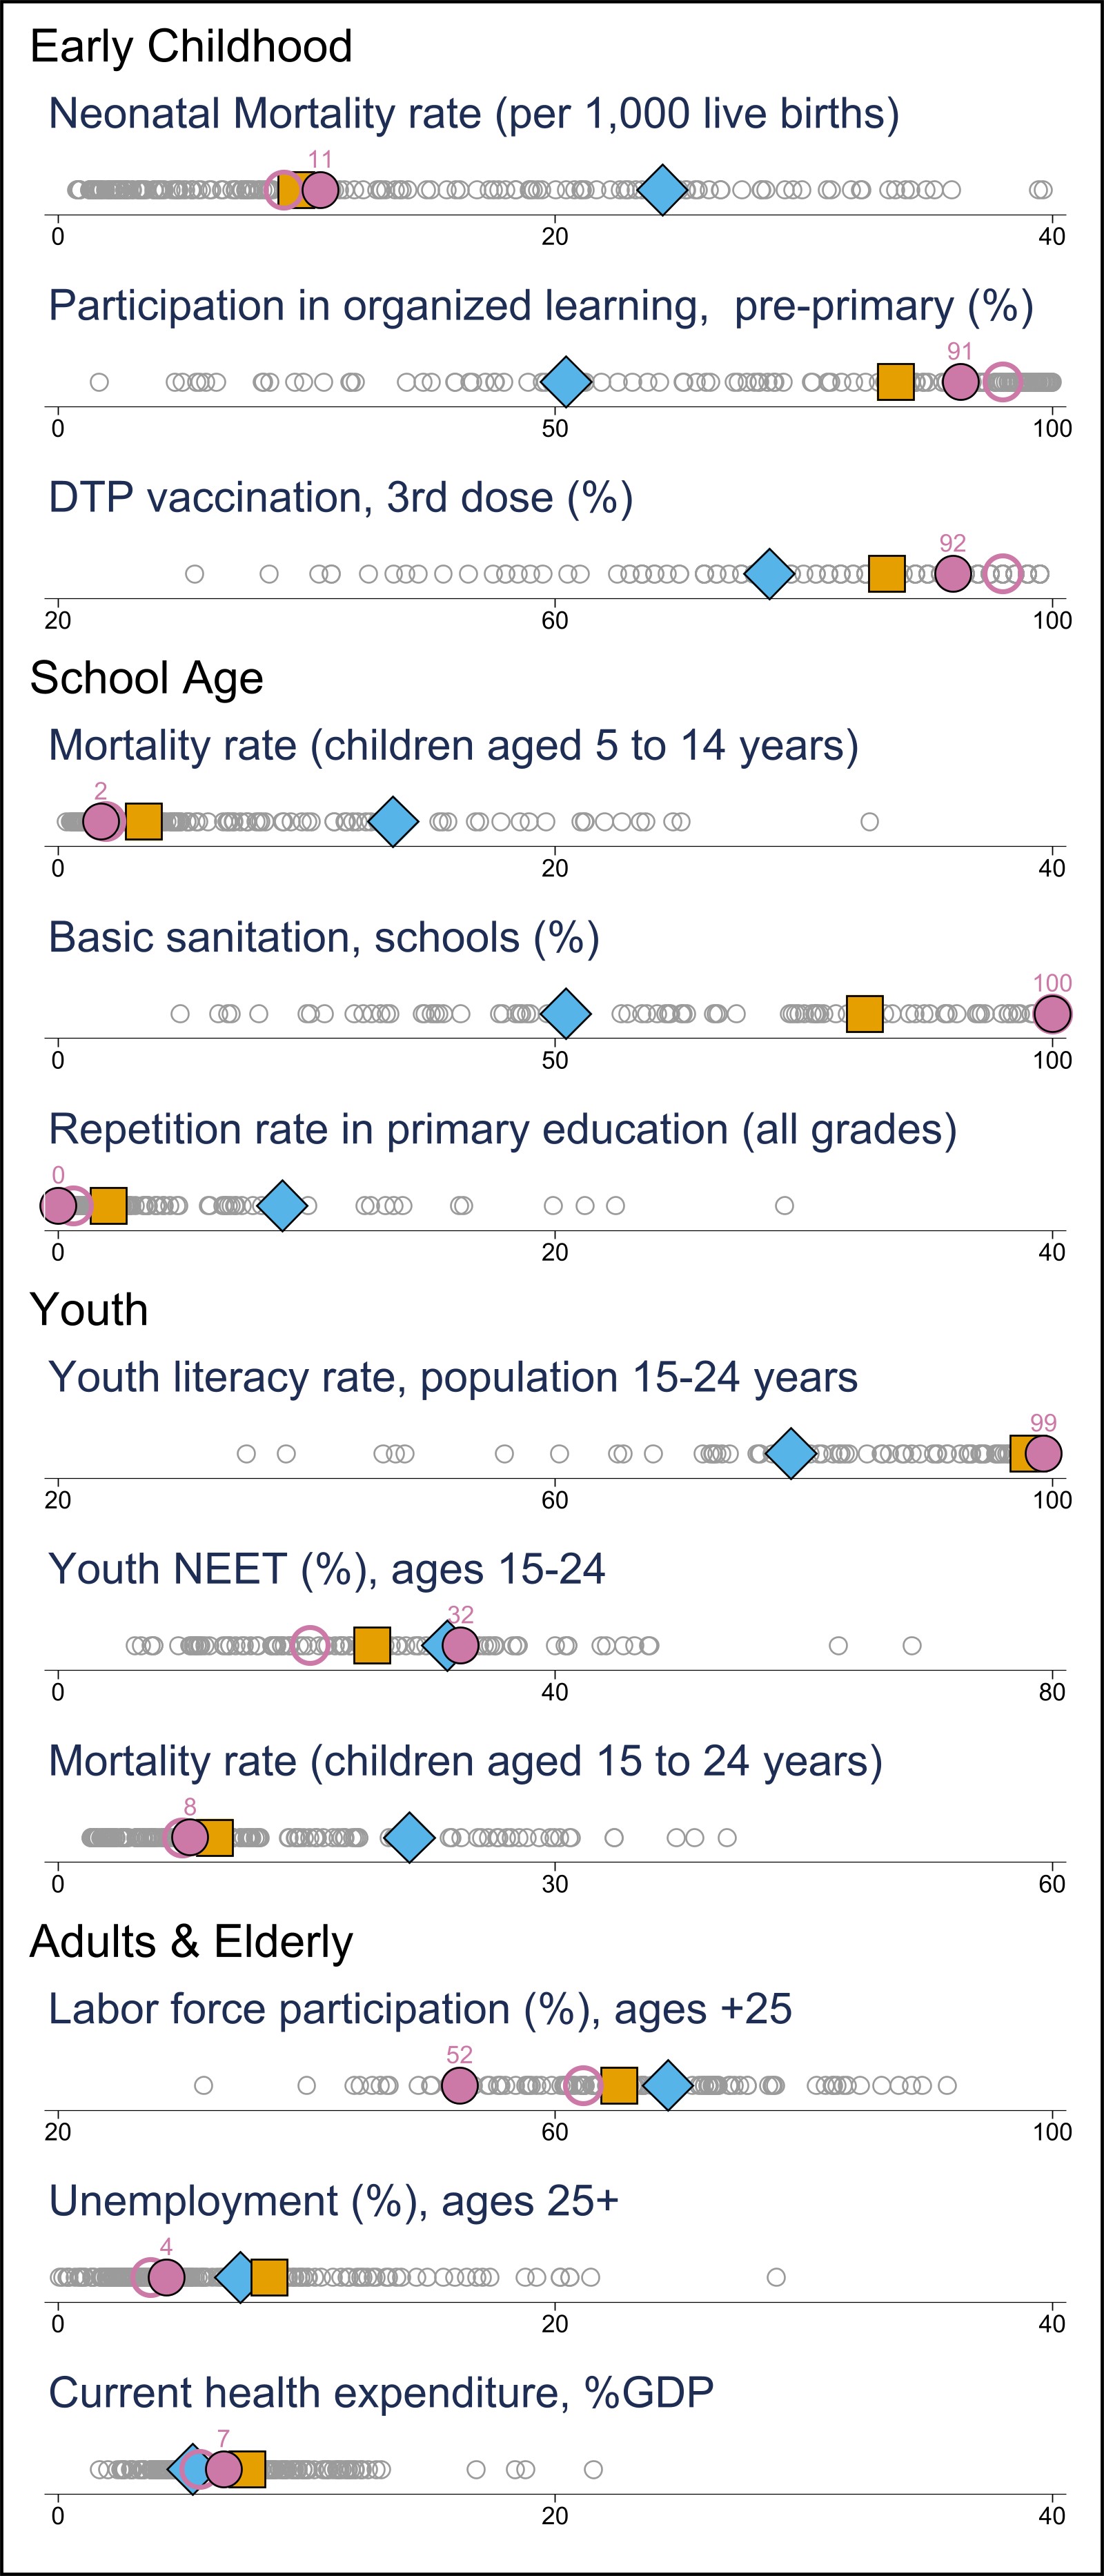 Early Childhood
Neonatal Mortality rate (per 1,000 live births)
11
0 20 40
Participation in organized learning, pre-primary (%)
91
0 50 100
DTP vaccination, 3rd dose (%)
92
20 60 100
School Age
Mortality rate (children aged 5 to 14 years)
2
0 20 40
Basic sanitation, schools (%)
100
0 50 100
Repetition rate in primary education (all grades)
0
0 20 40
Youth
Youth literacy rate, population 15-24 years
99
20 60 100
Youth NEET (%), ages 15-24
32
0 40 80
Mortality rate (children aged 15 to 24 years)
8
0 30 60
Adults & Elderly
Labor force participation (%), ages +25
52
20 60 100
Unemployment (%), ages 25+
4
0 20 40
Current health expenditure, %GDP
7
0 20 40